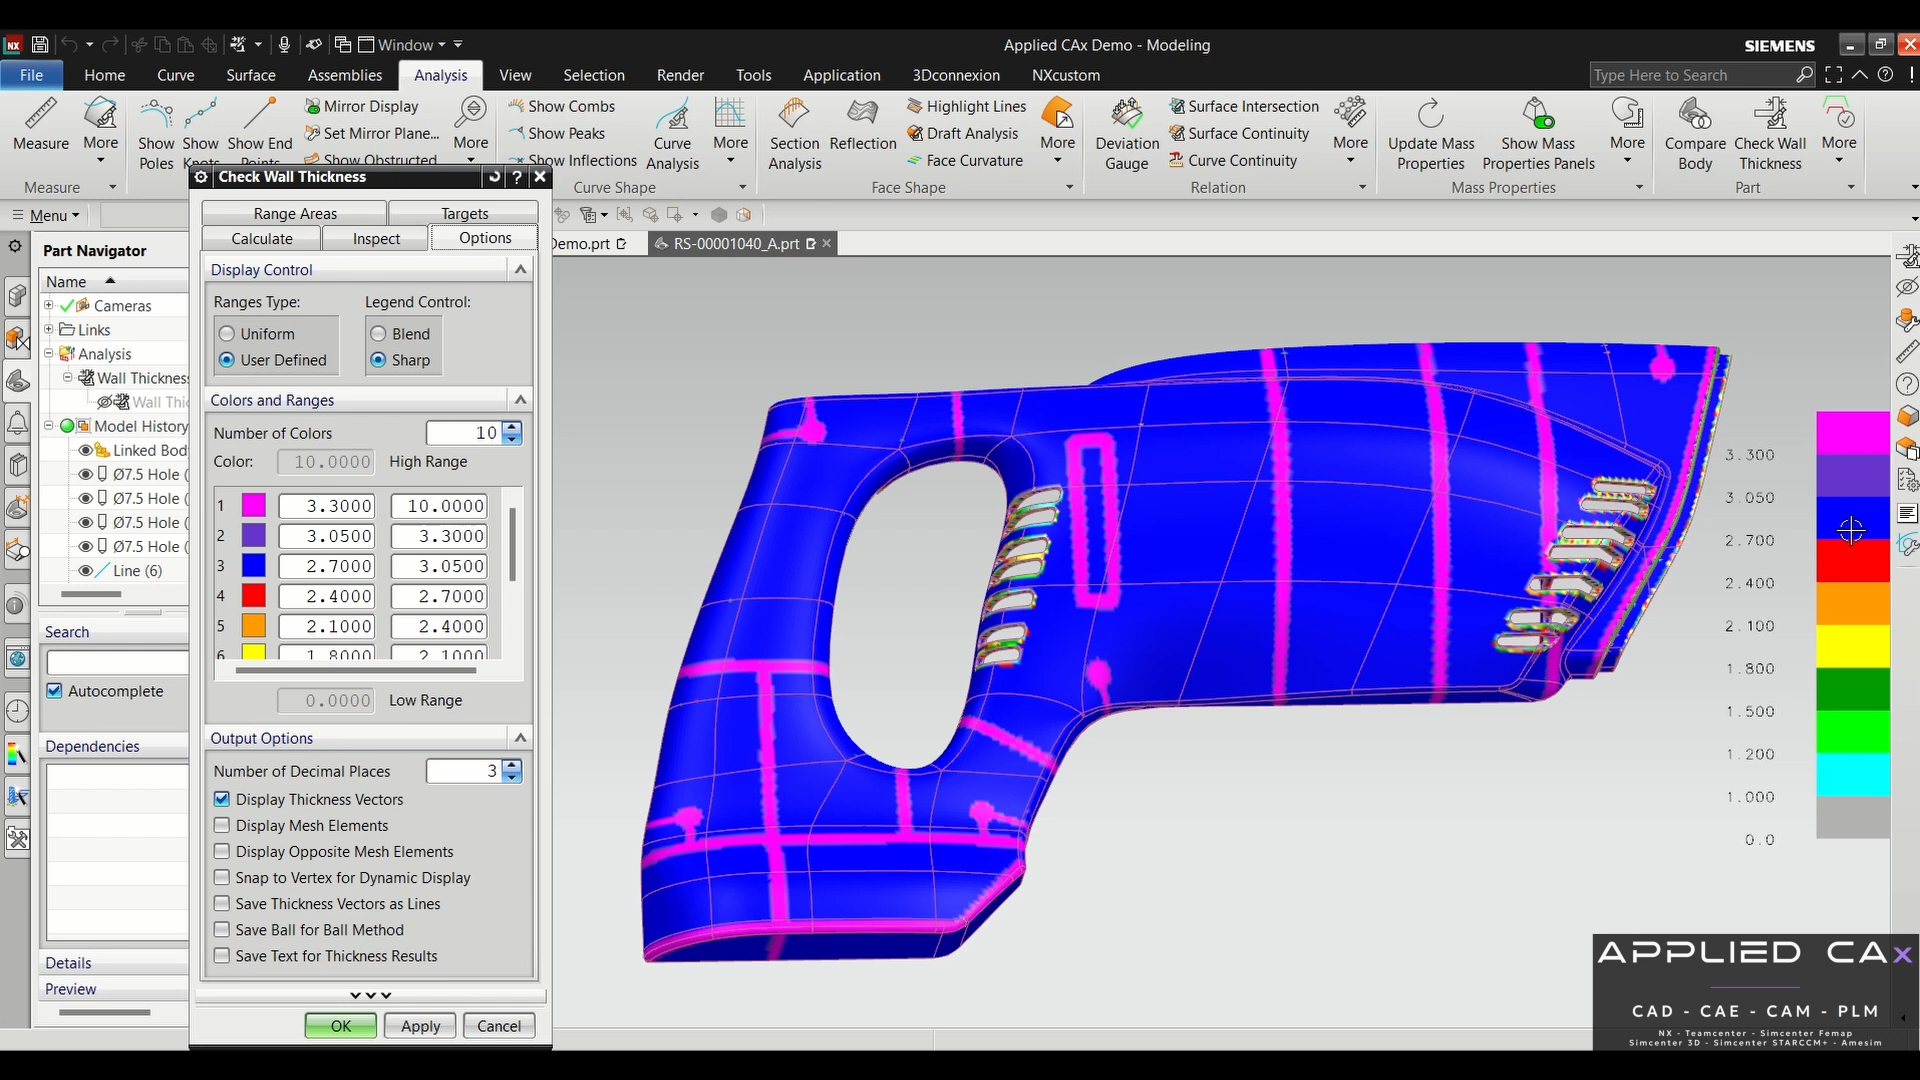 NX
Window
Applied CAx Demo - Modeling
SIEMENS
File
Home
Curve
Surface
Assemblies
Analysis
View
Selection
Render
Tools
Application
3Dconnexion
NXcustom
Type Here to Search
Measure
More
Show Poles
Show
Show End
Mirror Display
Set Mirror Plane...
Show Obstructed
More
Show Combs
Show Peaks
Show Inflections
Curve Analysis
More
Section Analysis
Reflection
Highlight Lines
Draft Analysis
Face Curvature
More
Deviation Gauge
Surface Intersection
Surface Continuity
Curve Continuity
More
Update Mass Properties
Show Mass Properties Panels
More
Compare Body
Check Wall Thickness
More
Measure
Curve Shape
Face Shape
Relation
Mass Properties
Part
Menu
Demo.prt
RS-00001040_A.prt
Part Navigator
Name
Cameras
Links
Analysis
Wall Thicknes
Wall Thi
Model History
Linked Bod
Ø7.5 Hole (
Ø7.5 Hole (
Ø7.5 Hole (
Ø7.5 Hole (
Line (6)
Search
Autocomplete
Dependencies
Details
Preview
Check Wall Thickness
?
Range Areas
Targets
Calculate
Inspect
Options
Display Control
Ranges Type:
Legend Control:
Uniform
Blend
User Defined
Sharp
Colors and Ranges
Number of Colors
10
Color:
10.0000
High Range
1
3.3000
10.0000
2
3.0500
3.3000
3
2.7000
3.0500
4
2.4000
2.7000
5
2.1000
2.4000
6
1.8000
2.1000
0.0000
Low Range
Output Options
Number of Decimal Places
3
Display Thickness Vectors
Display Mesh Elements
Display Opposite Mesh Elements
Snap to Vertex for Dynamic Display
Save Thickness Vectors as Lines
Save Ball for Ball Method
Save Text for Thickness Results
OK
Apply
Cancel
3.300
3.050
2.700
2.400
2.100
1.800
1.500
1.200
1.000
0.0
APPLIED CAx
CAD - CAE - CAM - PLM
NX - Teamcenter - Simcenter Femap
Simcenter 3D - Simcenter STARCCM+ - Amesim